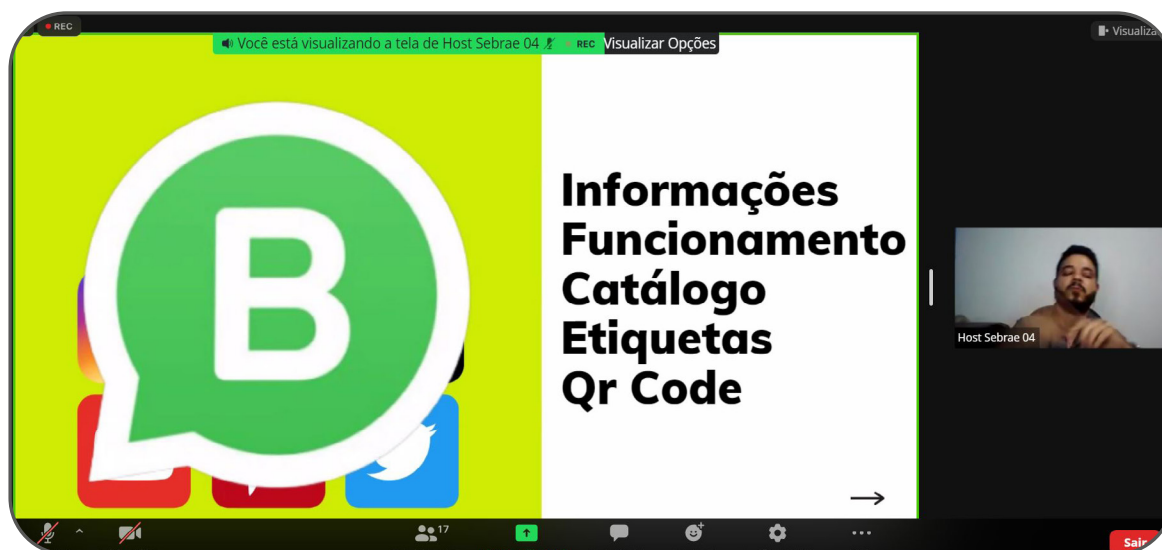 REC
Você está visualizando a tela de Host Sebrae 04
REC
Visualizar Opções
Visualiza
B
Informações
Funcionamento
Catálogo
Etiquetas
Qr Code
Host Sebrae 04
17
Sair